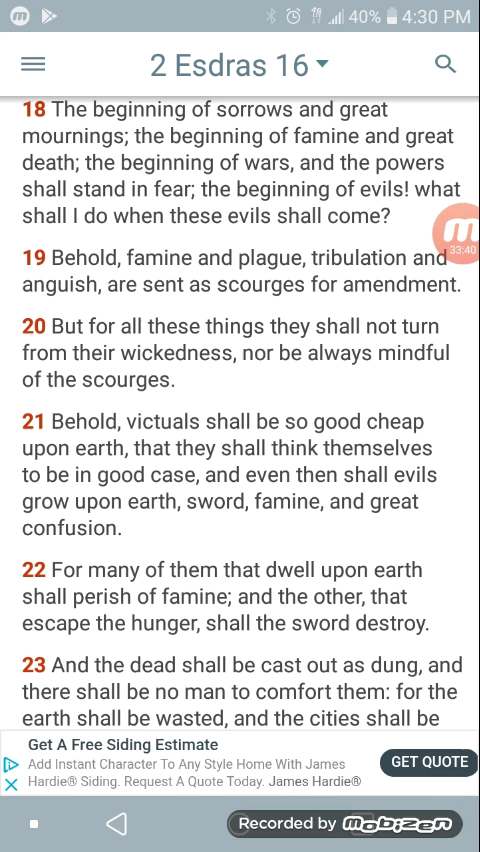 4G
40%
4:30 PM
2 Esdras 16
18 The beginning of sorrows and great
mournings; the beginning of famine and great
death; the beginning of wars, and the powers
shall stand in fear; the beginning of evils! what
shall I do when these evils shall come?
19 Behold, famine and plague, tribulation and
anguish, are sent as scourges for amendment.
33:40
20 But for all these things they shall not turn
from their wickedness, nor be always mindful
of the scourges.
21 Behold, victuals shall be so good cheap
upon earth, that they shall think themselves
to be in good case, and even then shall evils
grow upon earth, sword, famine, and great
confusion.
22 For many of them that dwell upon earth
shall perish of famine; and the other, that
escape the hunger, shall the sword destroy.
23 And the dead shall be cast out as dung, and
there shall be no man to comfort them: for the
earth shall be wasted, and the cities shall be
Get A Free Siding Estimate
Add Instant Character To Any Style Home With James
Hardie® Siding. Request A Quote Today. James Hardie®
GET QUOTE
Recorded by Mobizen